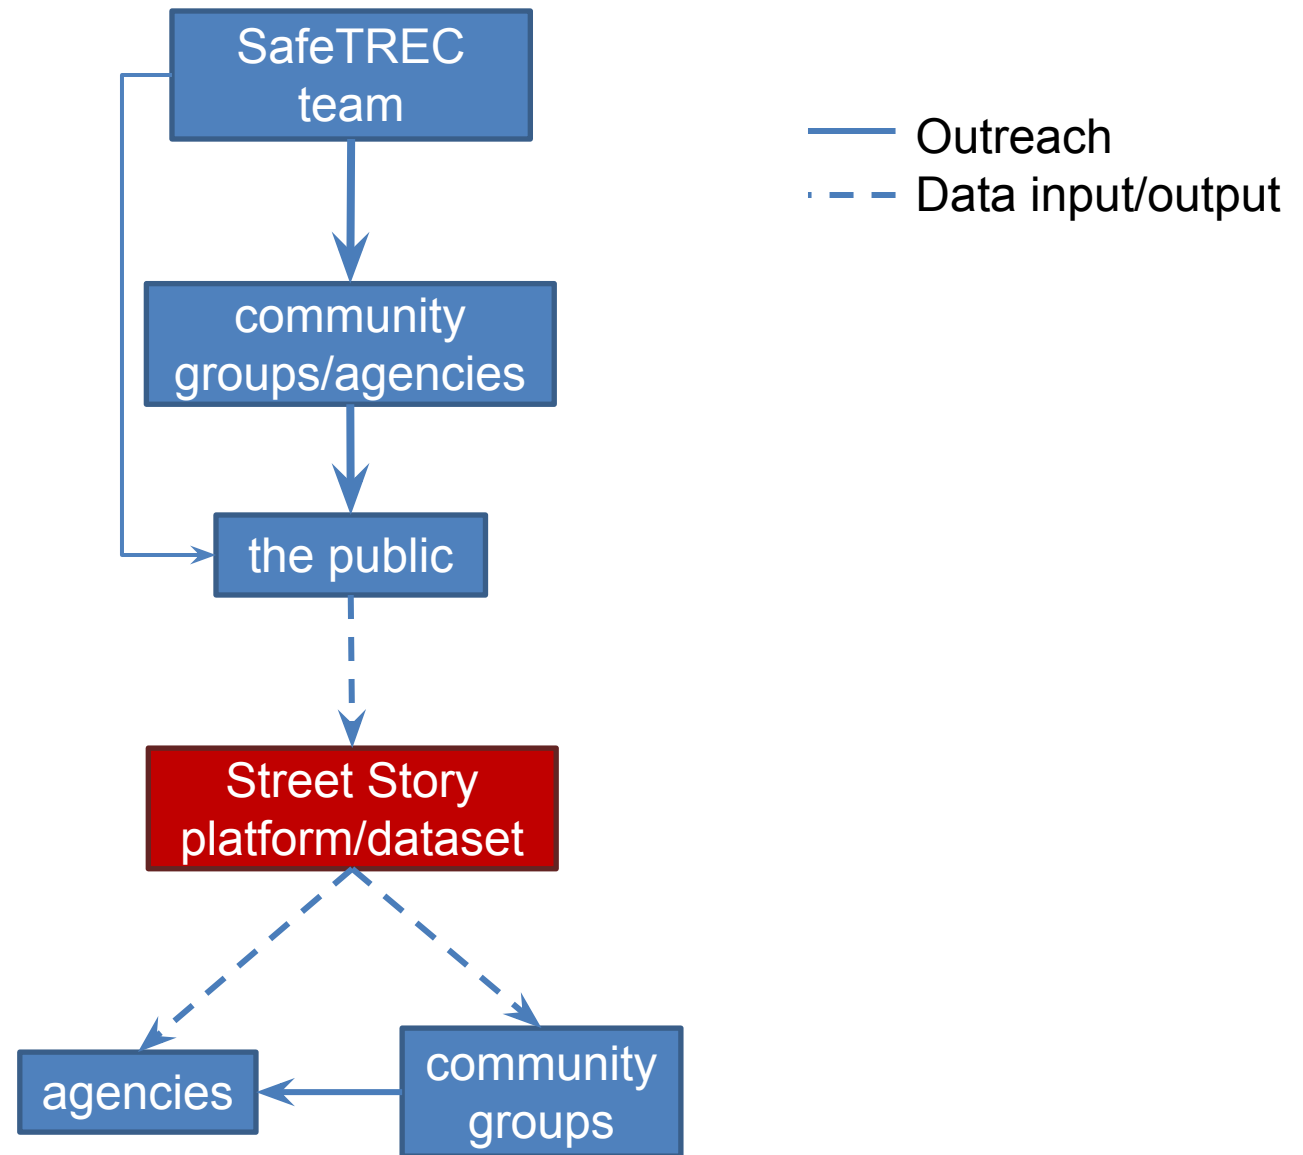 SafeTREC
team
Outreach
Data input/output
community
groups/agencies
the public
Street Story
platform/dataset
agencies
community
groups